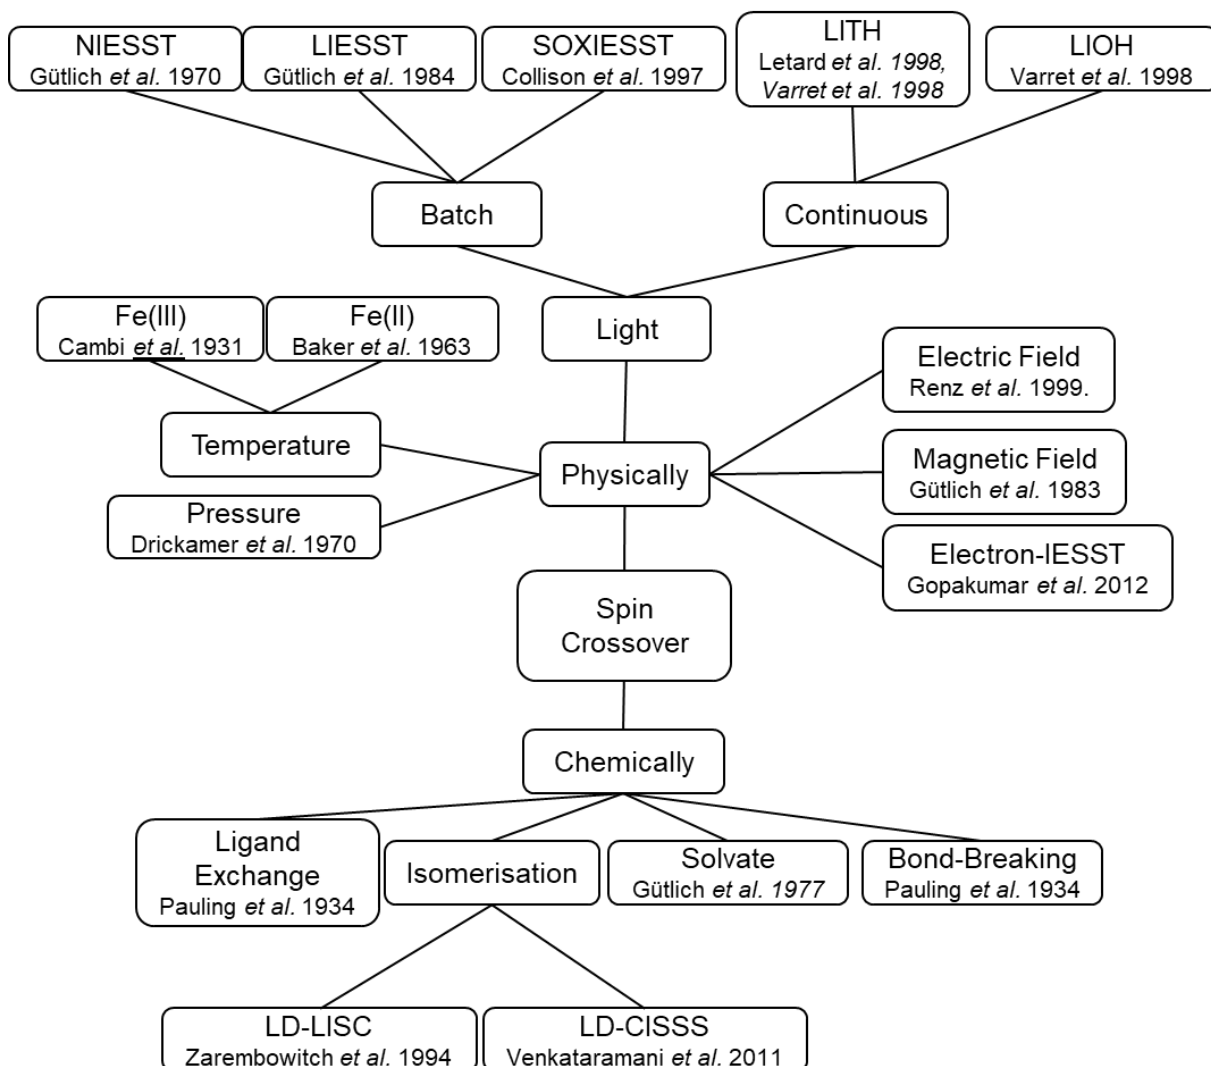 NIESST
Gütlich et al. 1970
LIESST
Gütlich et al. 1984
SOXIESST
Collison et al. 1997
LITH
Letard et al. 1998,
Varret et al. 1998
LIOH
Varret et al. 1998
Batch
Continuous
Fe(III)
Cambi et al. 1931
Fe(II)
Baker et al. 1963
Light
Electric Field
Renz et al. 1999.
Temperature
Physically
Magnetic Field
Gütlich et al. 1983
Pressure
Drickamer et al. 1970
Electron-IESST
Gopakumar et al. 2012
Spin
Crossover
Chemically
Ligand
Exchange
Pauling et al. 1934
Isomerisation
Solvate
Gütlich et al. 1977
Bond-Breaking
Pauling et al. 1934
LD-LISC
Zarembowitch et al. 1994
LD-CISSS
Venkataramani et al. 2011